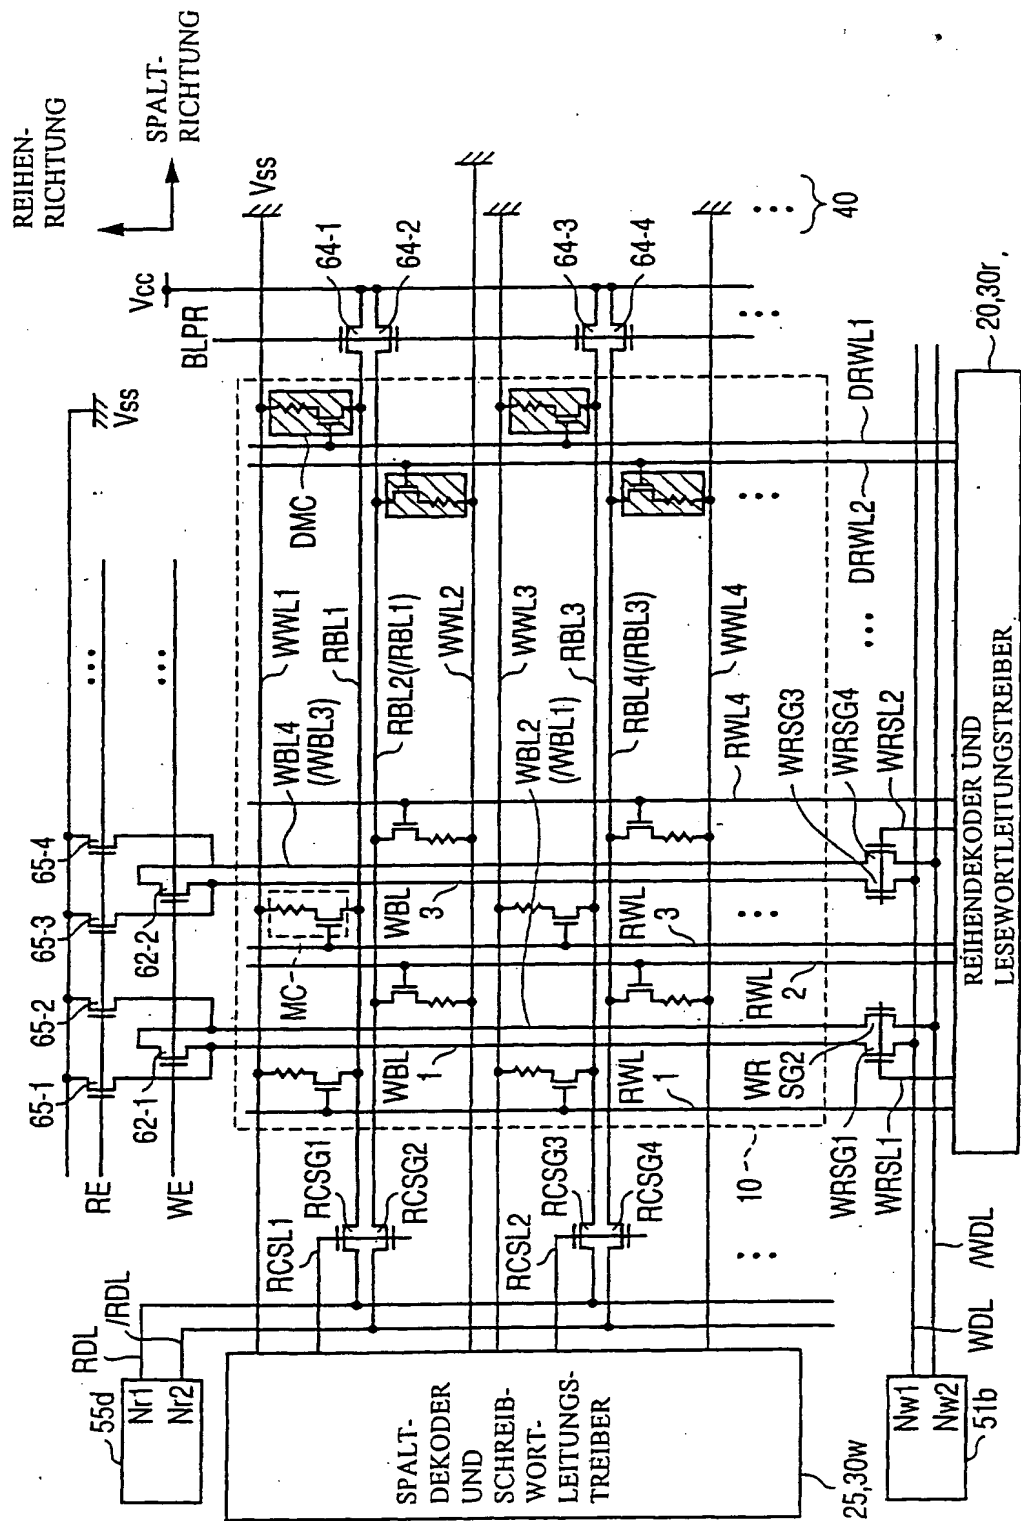 REIHEN-
RICHTUNG
SPALT-
RICHTUNG
Vcc
Vss
BLPR
Vss
64-1
64-2
64-3
64-4
40
20,30r,
65-1
65-2
65-3
65-4
62-1
62-2
RE
WE
DMC
WWL1
RBL1
RBL2(/RBL1)
WWL2
WWL3
RBL3
RBL4(/RBL3)
WWL4
DRWL1
DRWL2
WBL4
(/WBL3)
WBL2
(/WBL1)
RWL4
WRSG3
WRSG4
WRSL2
MC
WBL
3
RWL
3
RWL
2
WBL
1
RWL
1
WR
SG2
WRSG1
WRSL1
10
RCSG1
RCSG2
RCSG3
RCSG4
RCSL1
RCSL2
RDL
/RDL
WDL
/WDL
55d
Nr1
Nr2
SPALT-
DEKODER
UND
SCHREIB-
WORT-
LEITUNGS-
TREIBER
25,30w
Nw1
Nw2
51b
REIHENDEKODER UND
LESEWORTLEITUNGSTREIBER